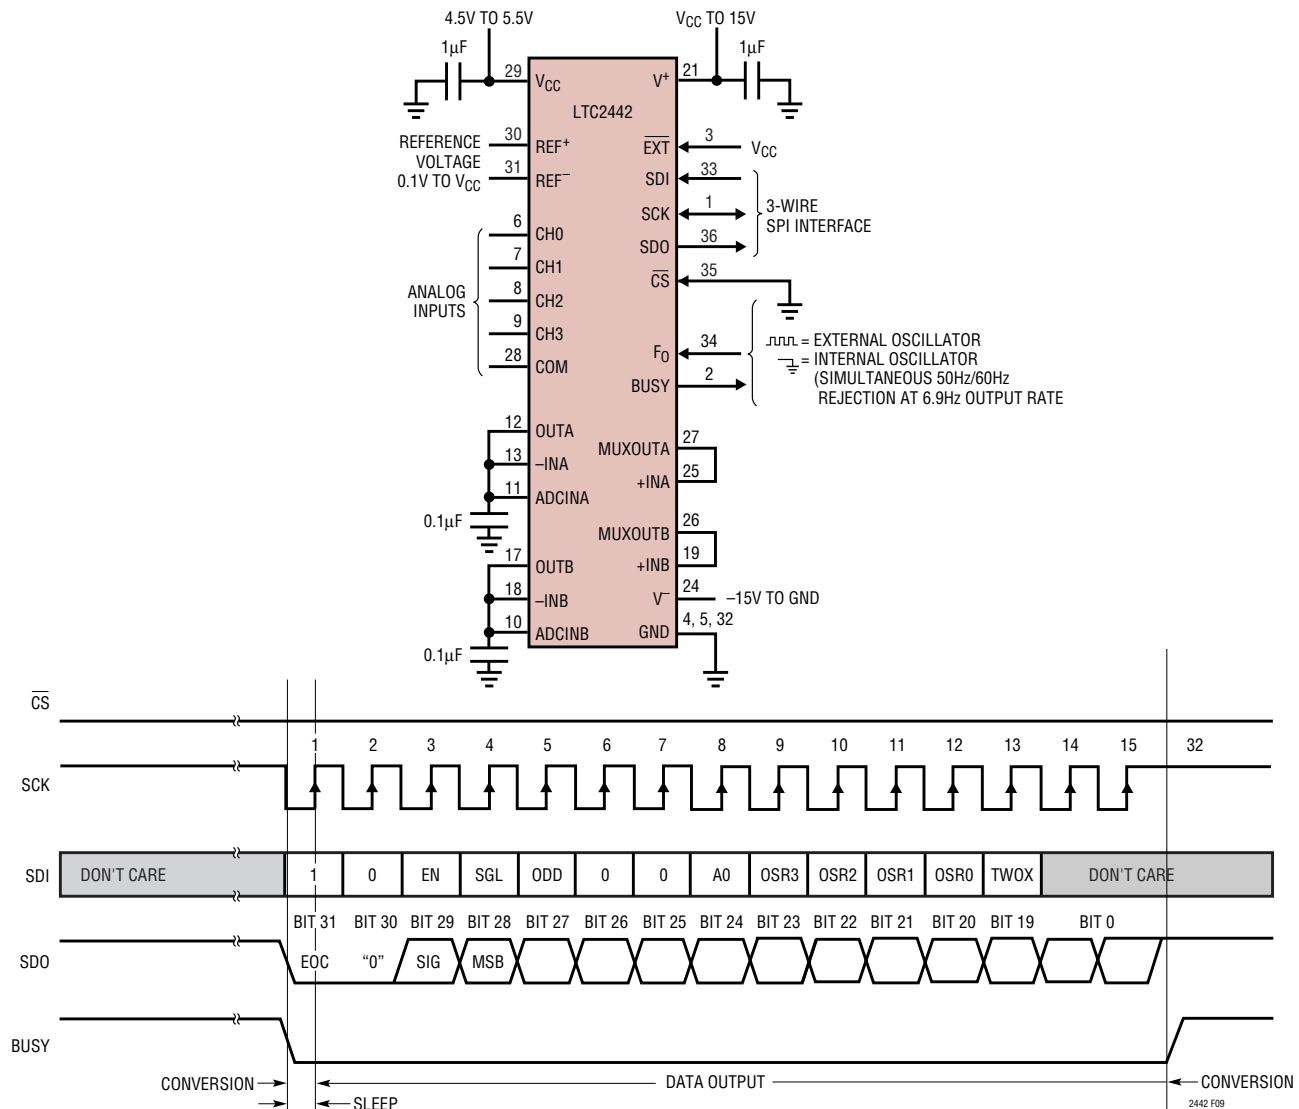 4.5V TO 5.5V
VCC TO 15V
1µF
1µF
29
VCC
V+
21
LTC2442
REFERENCE
VOLTAGE
0.1V TO VCC
30
REF+
31
REF–
EXT
3
VCC
SDI
33
SCK
1
SDO
36
3-WIRE
SPI INTERFACE
CS
35
ANALOG
INPUTS
6
CH0
7
CH1
8
CH2
9
CH3
28
COM
FO
34
BUSY
2
= EXTERNAL OSCILLATOR
= INTERNAL OSCILLATOR
(SIMULTANEOUS 50Hz/60Hz
REJECTION AT 6.9Hz OUTPUT RATE
12
OUTA
13
–INA
11
ADCINA
0.1µF
MUXOUTA
27
+INA
25
MUXOUTB
26
+INB
19
17
OUTB
18
–INB
10
ADCINB
0.1µF
V–
24
–15V TO GND
GND
4, 5, 32
CS
SCK
1 2 3 4 5 6 7 8 9 10 11 12 13 14 15 32
SDI
DON'T CARE 1 0 EN SGL ODD 0 0 A0 OSR3 OSR2 OSR1 OSR0 TWOX DON'T CARE
BIT 31 BIT 30 BIT 29 BIT 28 BIT 27 BIT 26 BIT 25 BIT 24 BIT 23 BIT 22 BIT 21 BIT 20 BIT 19 BIT 0
SDO
EOC “0” SIG MSB
BUSY
CONVERSION DATA OUTPUT CONVERSION
SLEEP
2442 F09